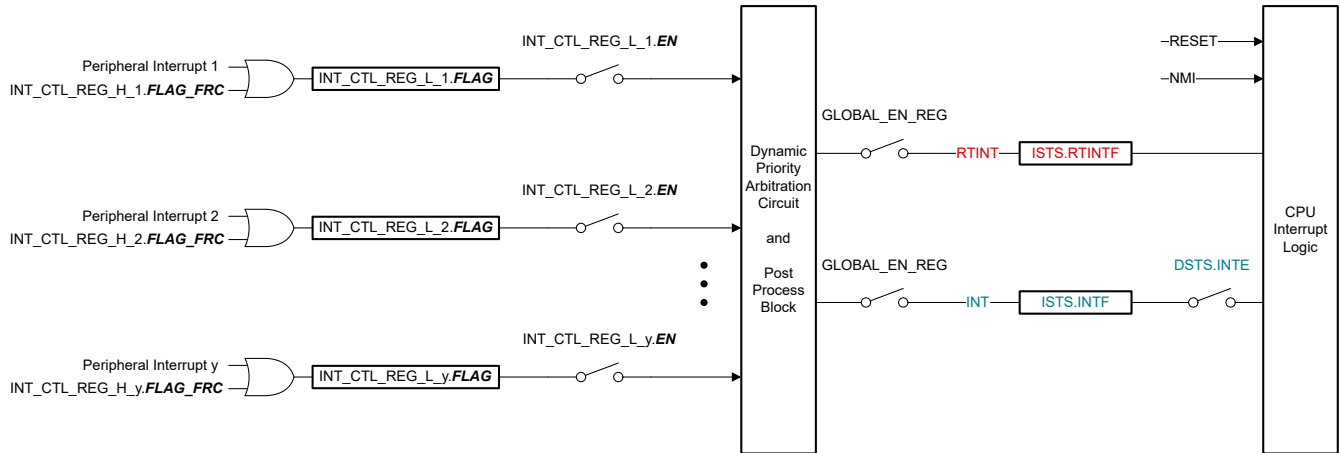 INT_CTL_REG_L_1.EN
Peripheral Interrupt 1
INT_CTL_REG_H_1.FLAG_FRC
INT_CTL_REG_L_1.FLAG
INT_CTL_REG_L_2.EN
Peripheral Interrupt 2
INT_CTL_REG_H_2.FLAG_FRC
INT_CTL_REG_L_2.FLAG
INT_CTL_REG_L_y.EN
Peripheral Interrupt y
INT_CTL_REG_H_y.FLAG_FRC
INT_CTL_REG_L_y.FLAG
Dynamic
Priority
Arbitration
Circuit
and
Post
Process
Block
RESET
NMI
GLOBAL_EN_REG
RTINT
ISTS.RTINTF
GLOBAL_EN_REG
INT
ISTS.INTF
DSTS.INTE
CPU
Interrupt
Logic